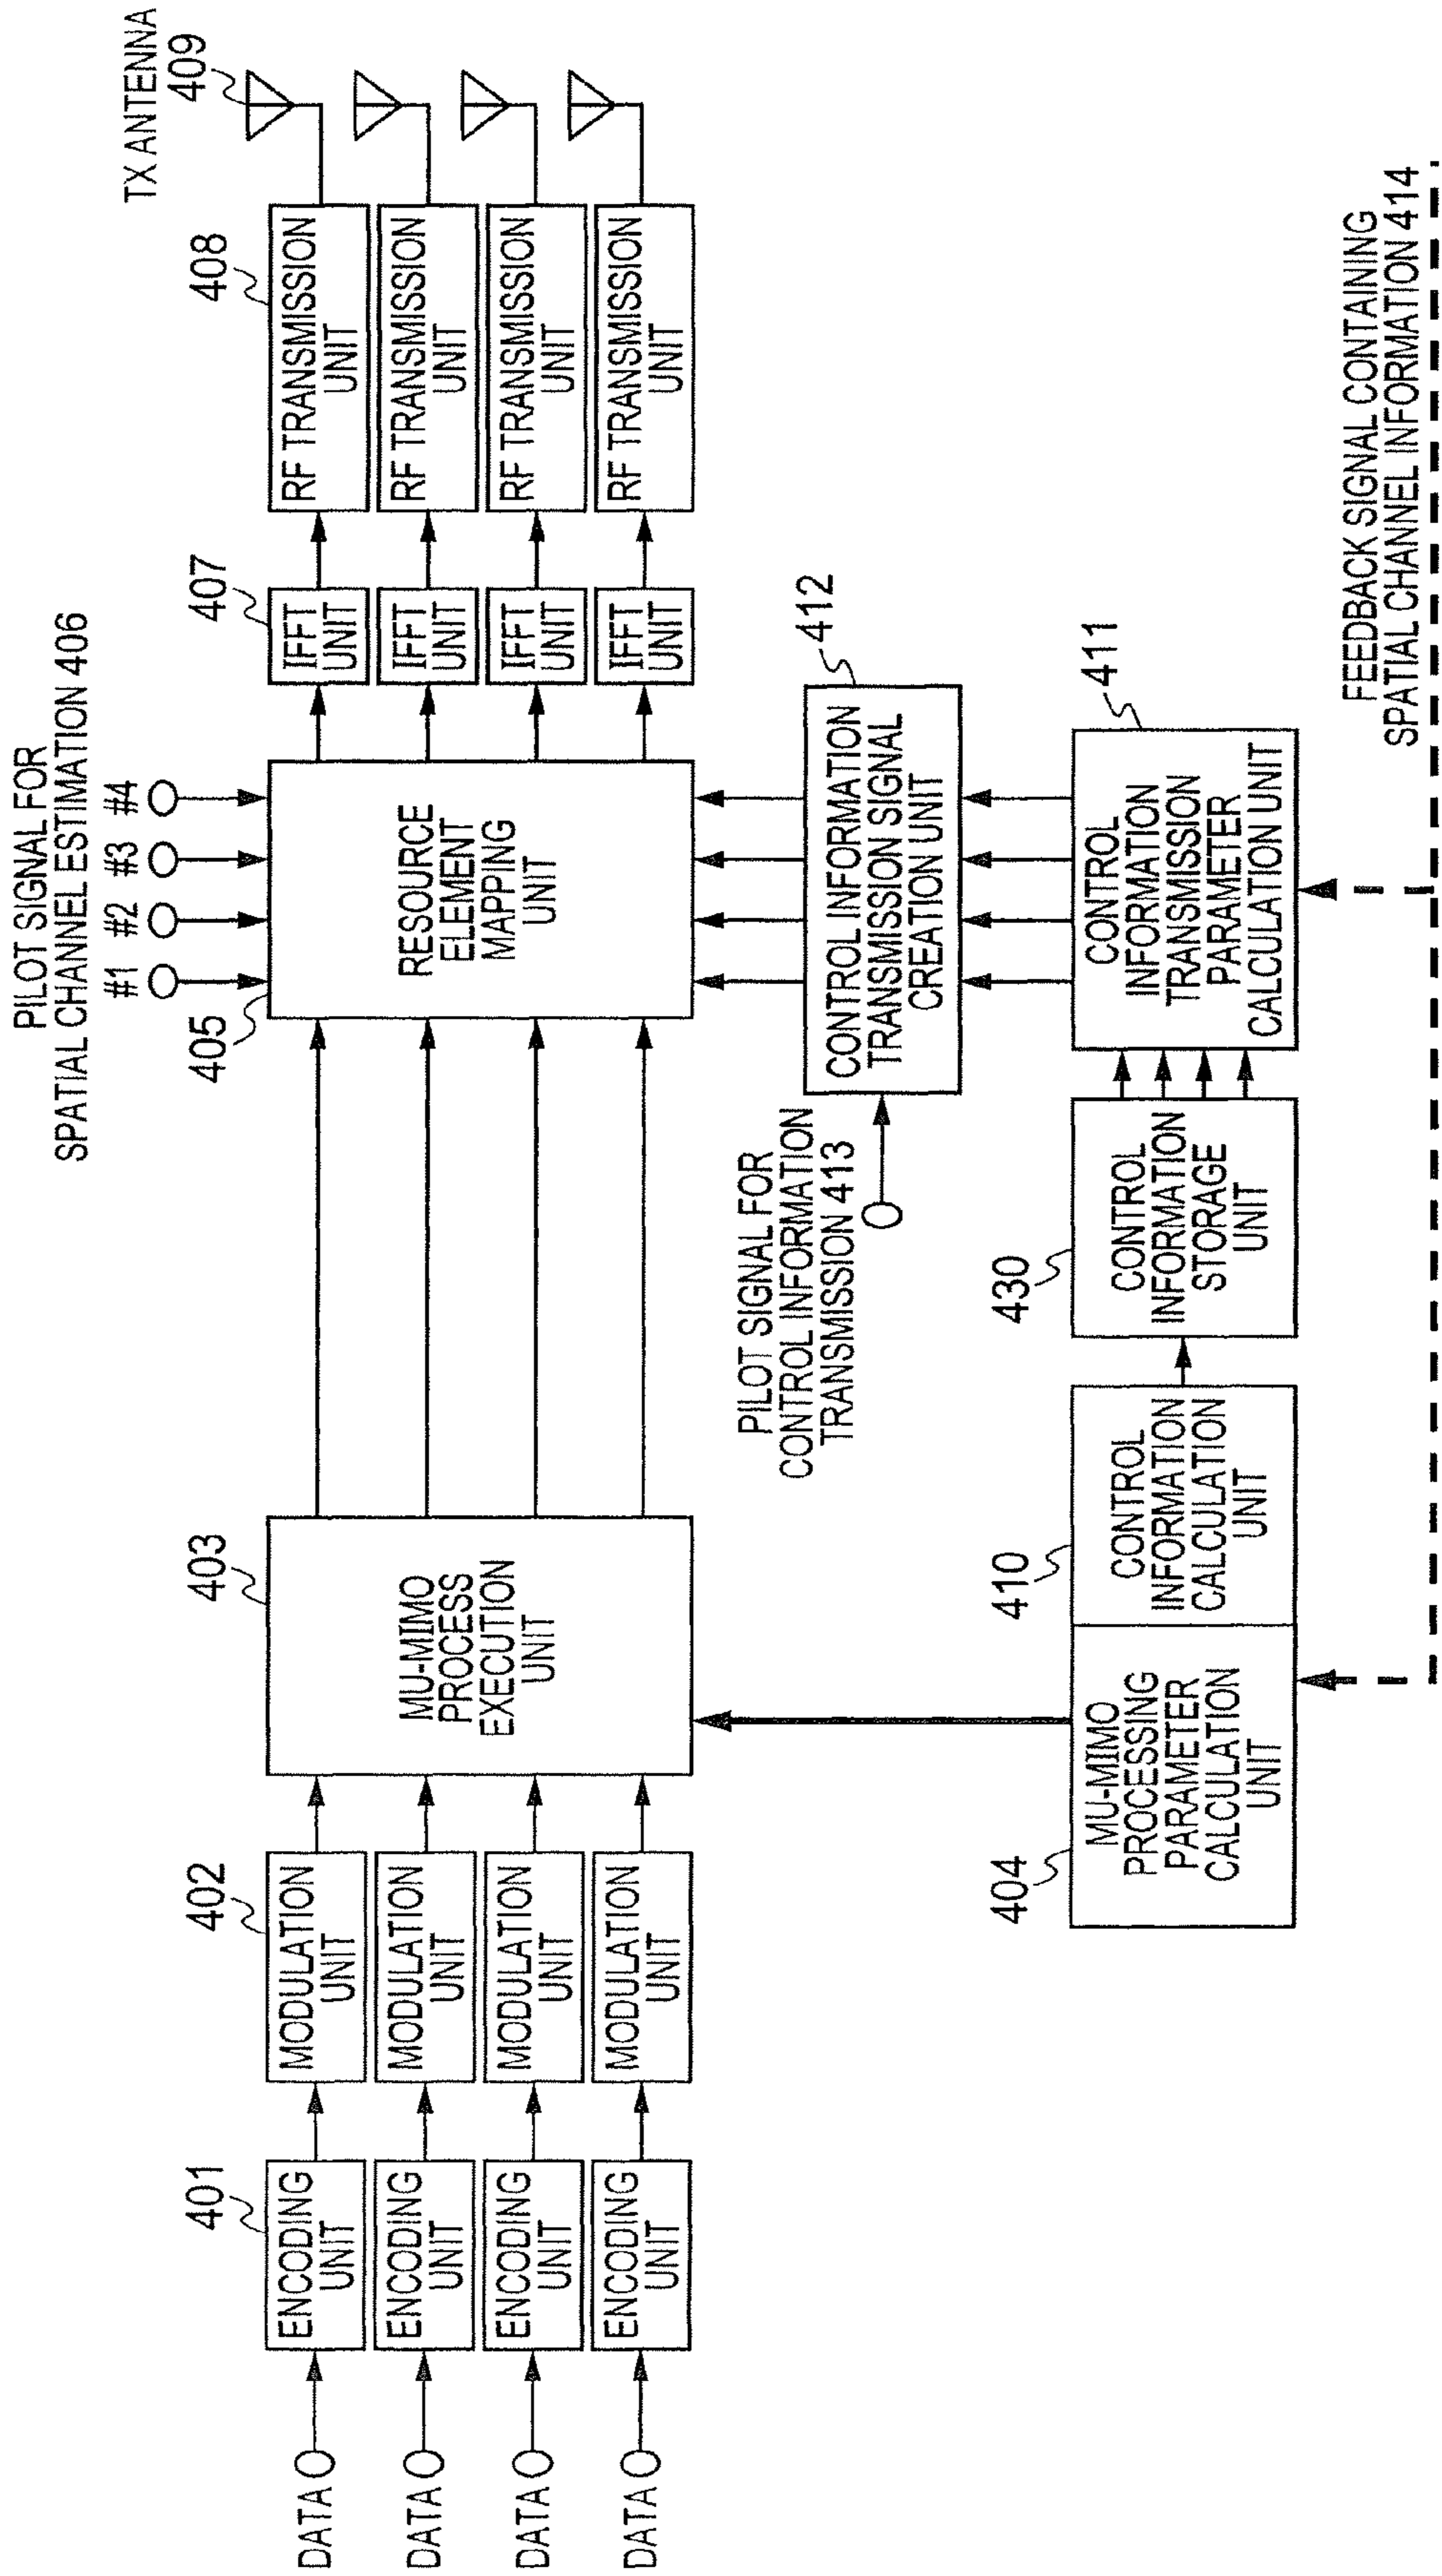 PILOT SIGNAL FOR
SPATIAL CHANNEL ESTIMATION 406
#1
#2
#3
#4
TX ANTENNA
409
401
402
403
405
407
408
DATA
ENCODING
UNIT
MODULATION
UNIT
DATA
ENCODING
UNIT
MODULATION
UNIT
DATA
ENCODING
UNIT
MODULATION
UNIT
DATA
ENCODING
UNIT
MODULATION
UNIT
MU-MIMO
PROCESS
EXECUTION
UNIT
RESOURCE
ELEMENT
MAPPING
UNIT
IFFT
UNIT
RF TRANSMISSION
UNIT
IFFT
UNIT
RF TRANSMISSION
UNIT
IFFT
UNIT
RF TRANSMISSION
UNIT
IFFT
UNIT
RF TRANSMISSION
UNIT
PILOT SIGNAL FOR
CONTROL INFORMATION
TRANSMISSION 413
412
CONTROL INFORMATION
TRANSMISSION SIGNAL
CREATION UNIT
404
MU-MIMO
PROCESSING
PARAMETER
CALCULATION
UNIT
410
CONTROL
INFORMATION
CALCULATION
UNIT
430
CONTROL
INFORMATION
STORAGE
UNIT
411
CONTROL
INFORMATION
TRANSMISSION
PARAMETER
CALCULATION UNIT
FEEDBACK SIGNAL CONTAINING
SPATIAL CHANNEL INFORMATION 414